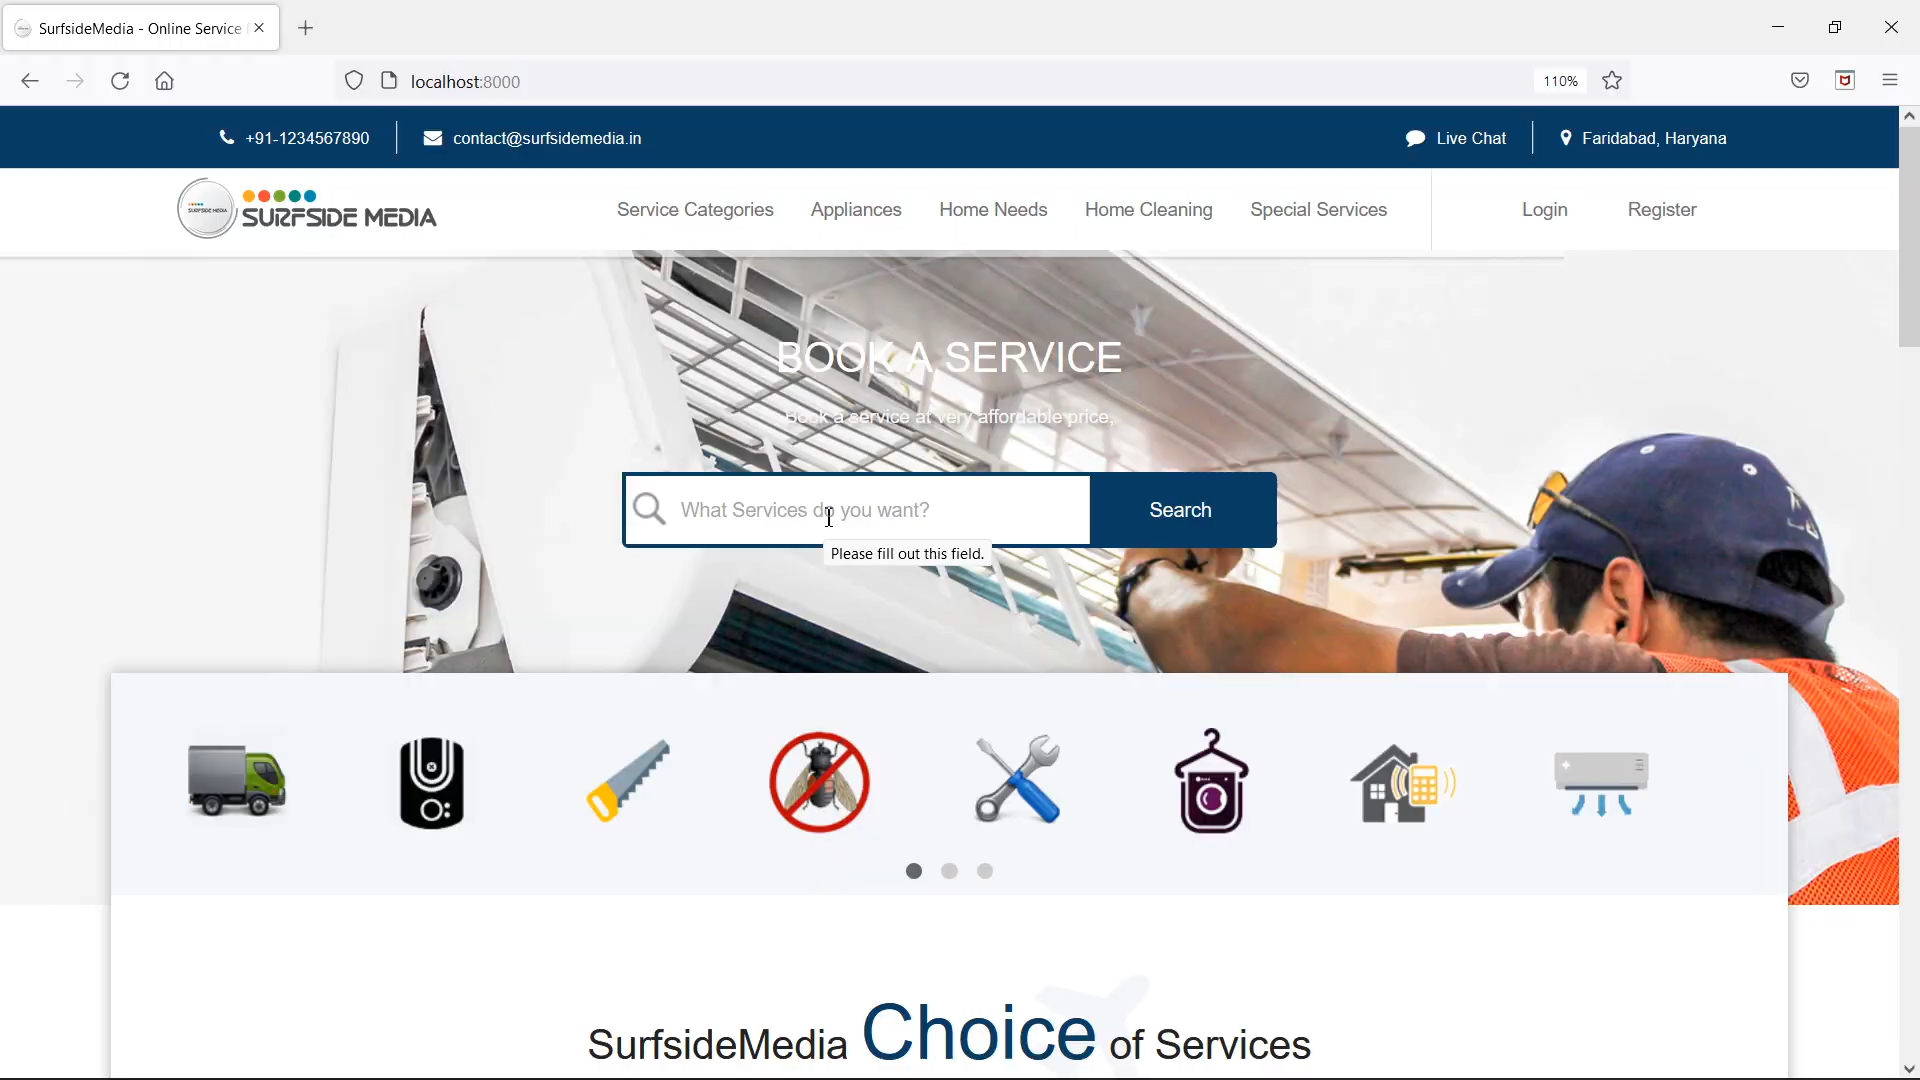 SurfsideMedia - Online Service
localhost:8000
110%
+91-1234567890
contact@surfsidemedia.in
Live Chat
Faridabad, Haryana
SURFSIDE MEDIA
SURFSIDE MEDIA
Service Categories
Appliances
Home Needs
Home Cleaning
Special Services
Login
Register
BOOK A SERVICE
Book a service at very affordable price,
What Services do you want?
Search
Please fill out this field.
SurfsideMedia Choice of Services